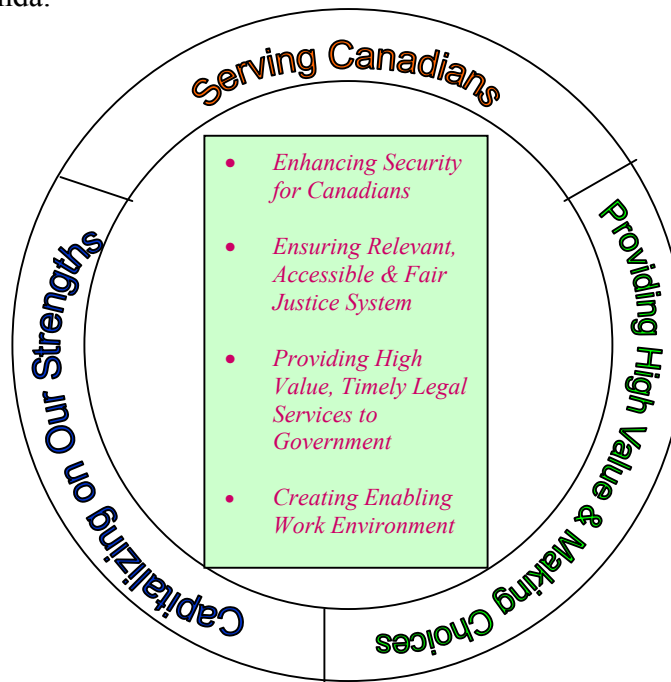 nda.
Serving Canadians
• Enhancing Security
for Canadians
• Ensuring Relevant,
Accessible & Fair
Justice System
• Providing High
Value, Timely Legal
Services to
Government
• Creating Enabling
Work Environment
Providing High Value & Making Choices
Capitalizing on Our Strengths